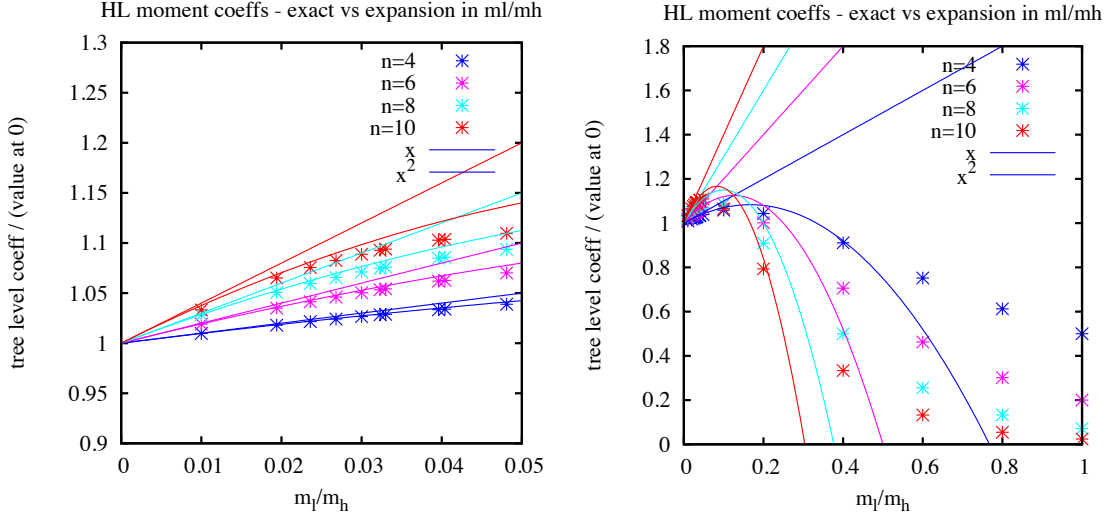 HL moment coeffs - exact vs expansion in ml/mh
tree level coeff / (value at 0)
1.3
1.25
1.2
1.15
1.1
1.05
1
0.95
0.9
n=4
n=6
n=8
n=10
x
x²
0
0.01
0.02
0.03
0.04
0.05
m_l/m_h
HL moment coeffs - exact vs expansion in ml/mh
tree level coeff / (value at 0)
1.8
1.6
1.4
1.2
1
0.8
0.6
0.4
0.2
0
n=4
n=6
n=8
n=10
x
x²
0
0.2
0.4
0.6
0.8
1
m_l/m_h